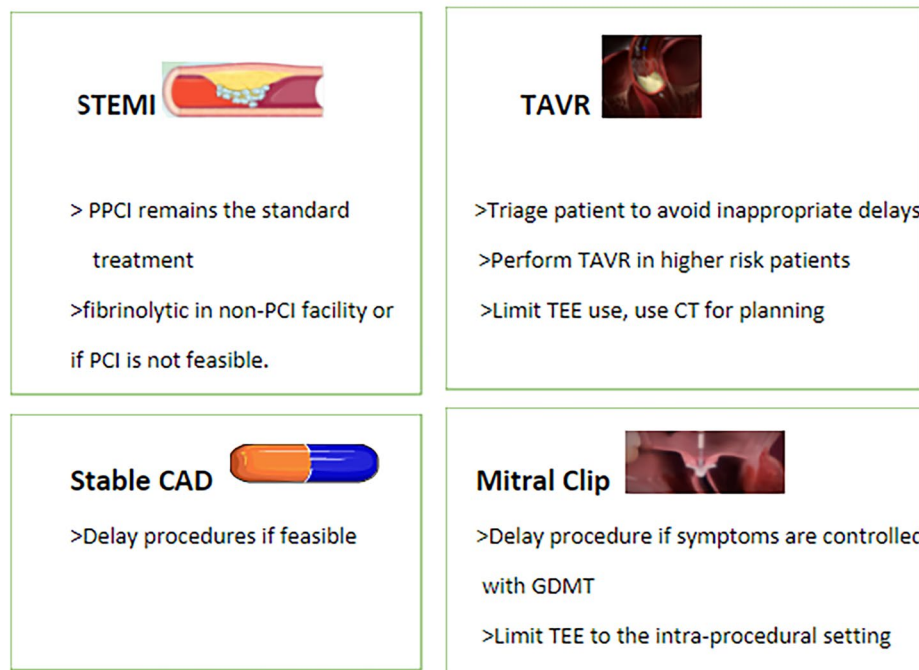 STEMI
> PPCI remains the standard
treatment
>fibrinolytic in non-PCI facility or
if PCI is not feasible.
TAVR
>Triage patient to avoid inappropriate delays
>Perform TAVR in higher risk patients
>Limit TEE use, use CT for planning
Stable CAD
>Delay procedures if feasible
Mitral Clip
>Delay procedure if symptoms are controlled
with GDMT
>Limit TEE to the intra-procedural setting